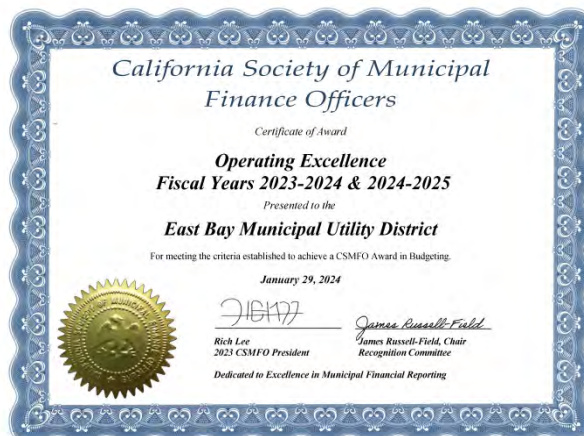 California Society of Municipal
Finance Officers
Certificate of Award
Operating Excellence
Fiscal Years 2023-2024 & 2024-2025
Presented to the
East Bay Municipal Utility District
For meeting the criteria established to achieve a CSMFO Award in Budgeting.
January 29, 2024
James Russell-Field
Rich Lee
2023 CSMFO President
James Russell-Field, Chair
Recognition Committee
Dedicated to Excellence in Municipal Financial Reporting